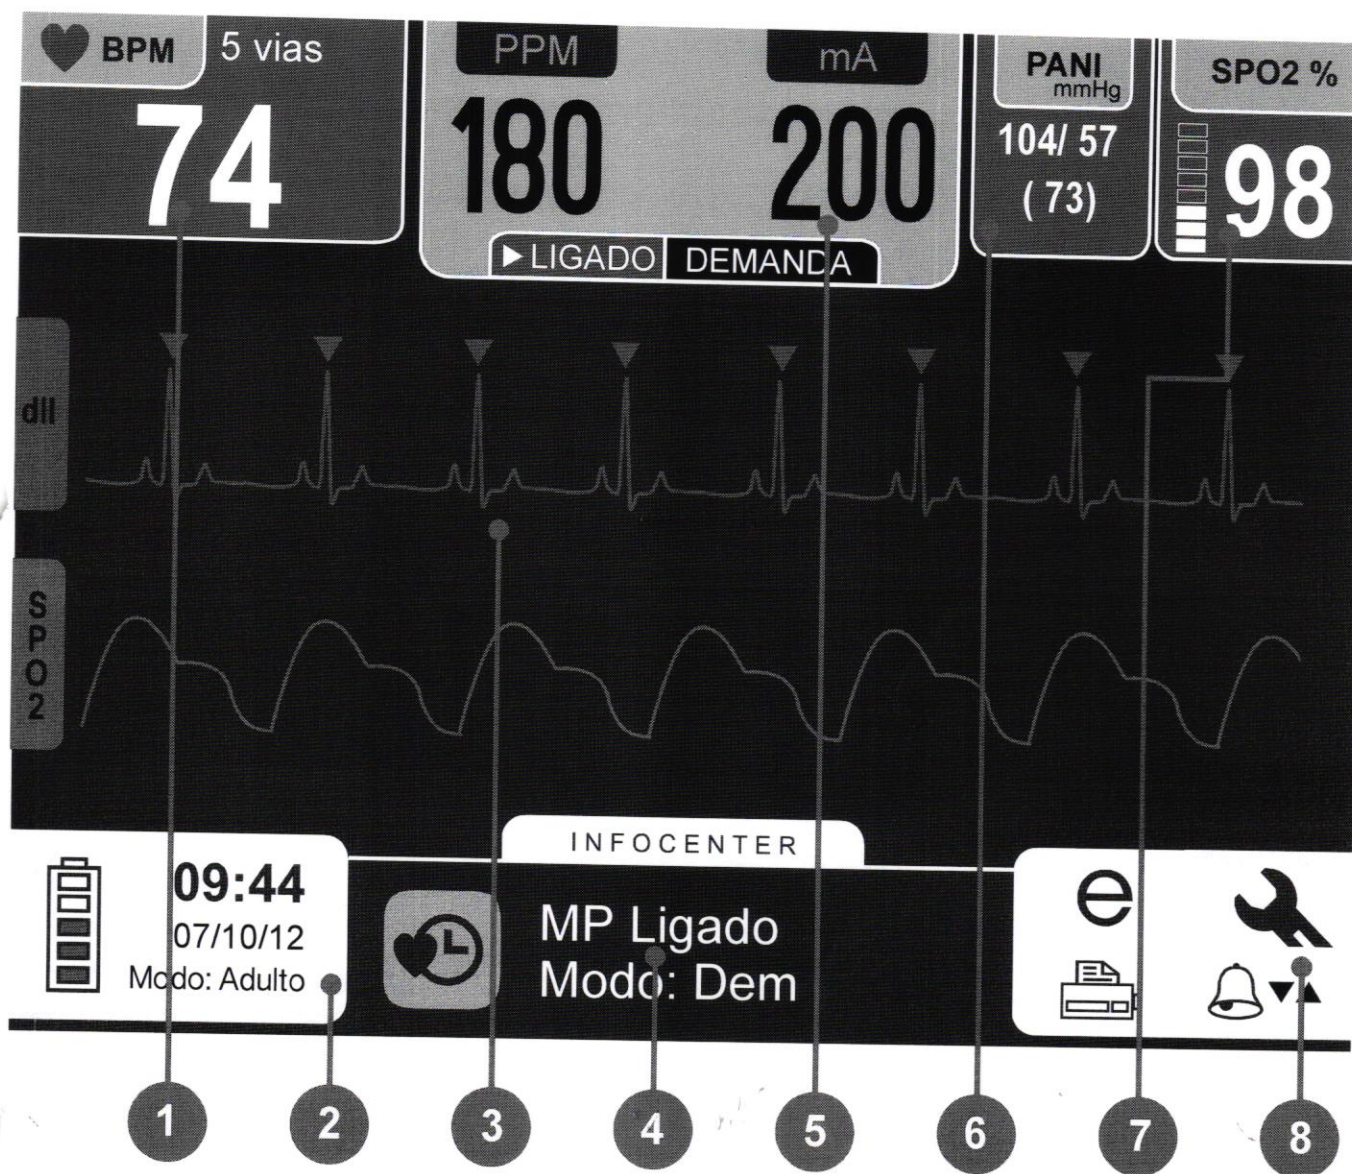 BPM 5 vias
74
PPM mA
180 200
LIGADO DEMANDA
PANI
mmHg
104/ 57
( 73)
SPO2 %
98
dII
SPO2
INFOCENTER
09:44
07/10/12
Modo: Adulto
MP Ligado
Modo: Dem
e
1 2 3 4 5 6 7 8